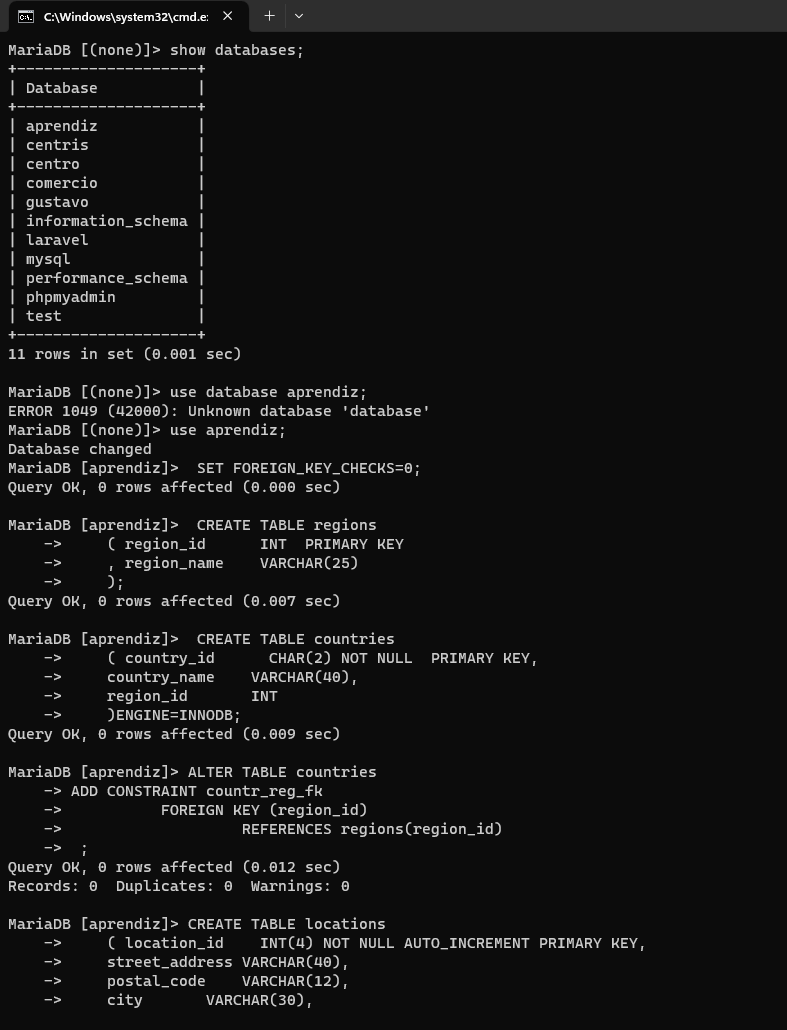 C:\Windows\system32\cmd.e
MariaDB [(none)]> show databases;
+--------------------+
| Database           |
+--------------------+
| aprendiz           |
| centris            |
| centro             |
| comercio           |
| gustavo            |
| information_schema |
| laravel            |
| mysql              |
| performance_schema |
| phpmyadmin         |
| test               |
+--------------------+
11 rows in set (0.001 sec)

MariaDB [(none)]> use database aprendiz;
ERROR 1049 (42000): Unknown database 'database'
MariaDB [(none)]> use aprendiz;
Database changed
MariaDB [aprendiz]>  SET FOREIGN_KEY_CHECKS=0;
Query OK, 0 rows affected (0.000 sec)

MariaDB [aprendiz]>  CREATE TABLE regions
    ->     ( region_id      INT  PRIMARY KEY
    ->     , region_name    VARCHAR(25)
    ->     );
Query OK, 0 rows affected (0.007 sec)

MariaDB [aprendiz]>  CREATE TABLE countries
    ->     ( country_id      CHAR(2) NOT NULL  PRIMARY KEY,
    ->     country_name    VARCHAR(40),
    ->     region_id       INT
    ->     )ENGINE=INNODB;
Query OK, 0 rows affected (0.009 sec)

MariaDB [aprendiz]> ALTER TABLE countries
    -> ADD CONSTRAINT countr_reg_fk
    ->           FOREIGN KEY (region_id)
    ->                    REFERENCES regions(region_id)
    ->  ;
Query OK, 0 rows affected (0.012 sec)
Records: 0  Duplicates: 0  Warnings: 0

MariaDB [aprendiz]> CREATE TABLE locations
    ->     ( location_id    INT(4) NOT NULL AUTO_INCREMENT PRIMARY KEY,
    ->     street_address VARCHAR(40),
    ->     postal_code    VARCHAR(12),
    ->     city       VARCHAR(30),